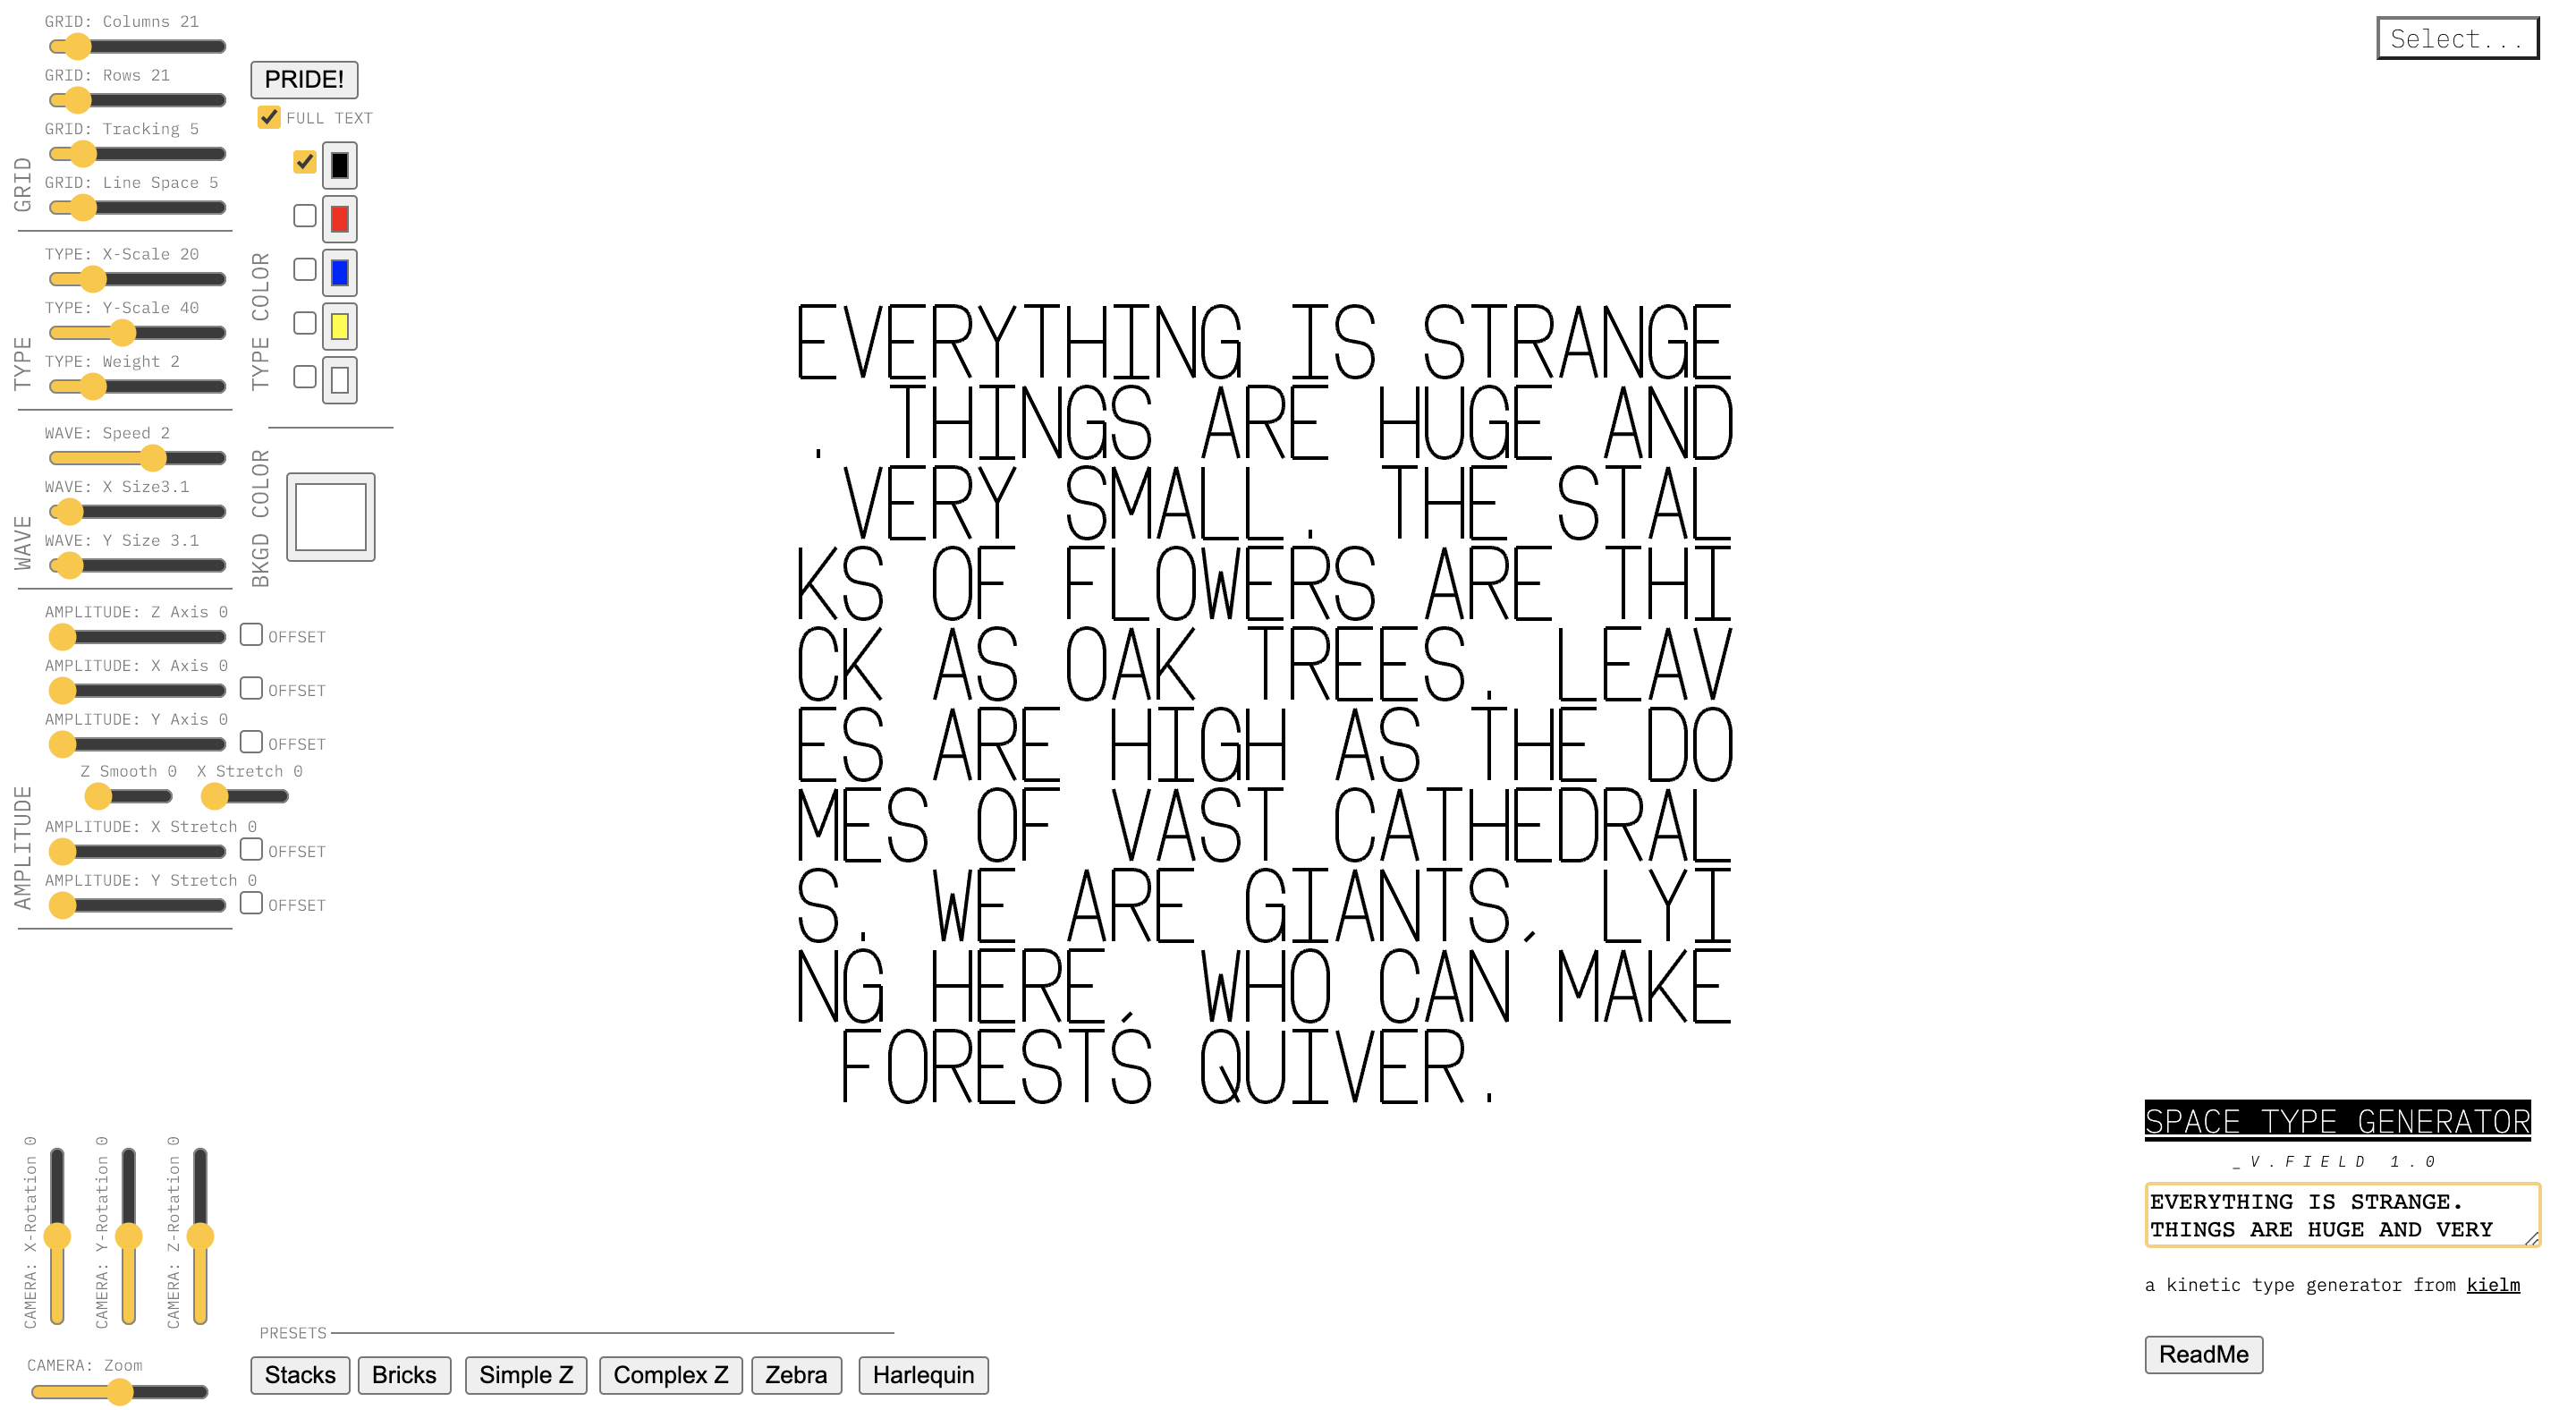 GRID: Columns 21
GRID: Rows 21
GRID: Tracking 5
GRID: Line Space 5
GRID
TYPE: X-Scale 20
TYPE: Y-Scale 40
TYPE: Weight 2
TYPE
WAVE: Speed 2
WAVE: X Size3.1
WAVE: Y Size 3.1
WAVE
AMPLITUDE: Z Axis 0
OFFSET
AMPLITUDE: X Axis 0
OFFSET
AMPLITUDE: Y Axis 0
OFFSET
Z Smooth 0 X Stretch 0
AMPLITUDE: X Stretch 0
OFFSET
AMPLITUDE: Y Stretch 0
OFFSET
AMPLITUDE
CAMERA: X-Rotation 0
CAMERA: Y-Rotation 0
CAMERA: Z-Rotation 0
CAMERA: Zoom
PRIDE!
FULL TEXT
TYPE COLOR
BKGD COLOR
EVERYTHING IS STRANGE
. THINGS ARE HUGE AND
VERY SMALL. THE STAL
KS OF FLOWERS ARE THI
CK AS OAK TREES. LEAV
ES ARE HIGH AS THE DO
MES OF VAST CATHEDRAL
S. WE ARE GIANTS, LYI
NG HERE, WHO CAN MAKE
FORESTS QUIVER.
PRESETS
Stacks Bricks Simple Z Complex Z Zebra Harlequin
Select...
SPACE TYPE GENERATOR
_V.FIELD 1.0
EVERYTHING IS STRANGE.
THINGS ARE HUGE AND VERY
a kinetic type generator from kielm
ReadMe